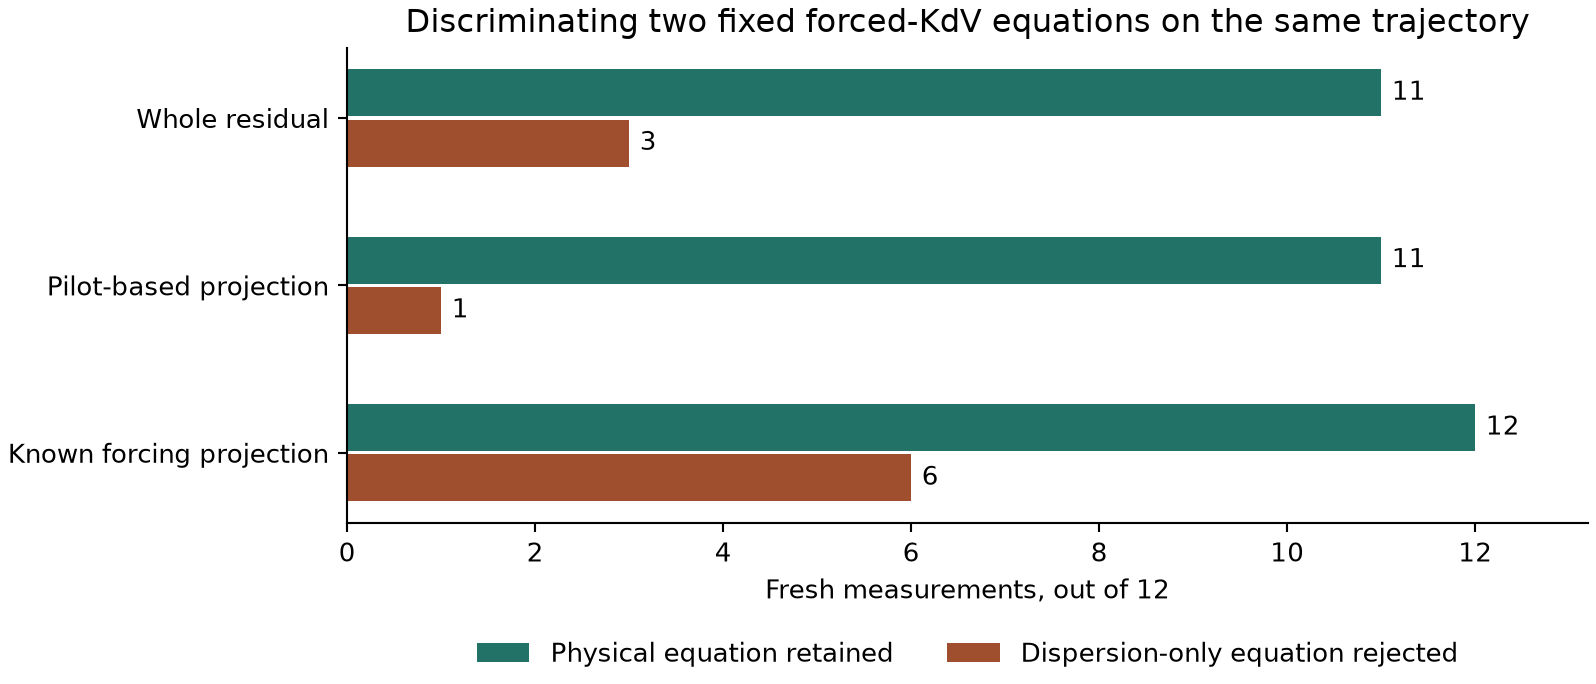 Discriminating two fixed forced-KdV equations on the same trajectory
Whole residual
11
3
Pilot-based projection
11
1
Known forcing projection
12
6
0 2 4 6 8 10 12
Fresh measurements, out of 12
Physical equation retained
Dispersion-only equation rejected